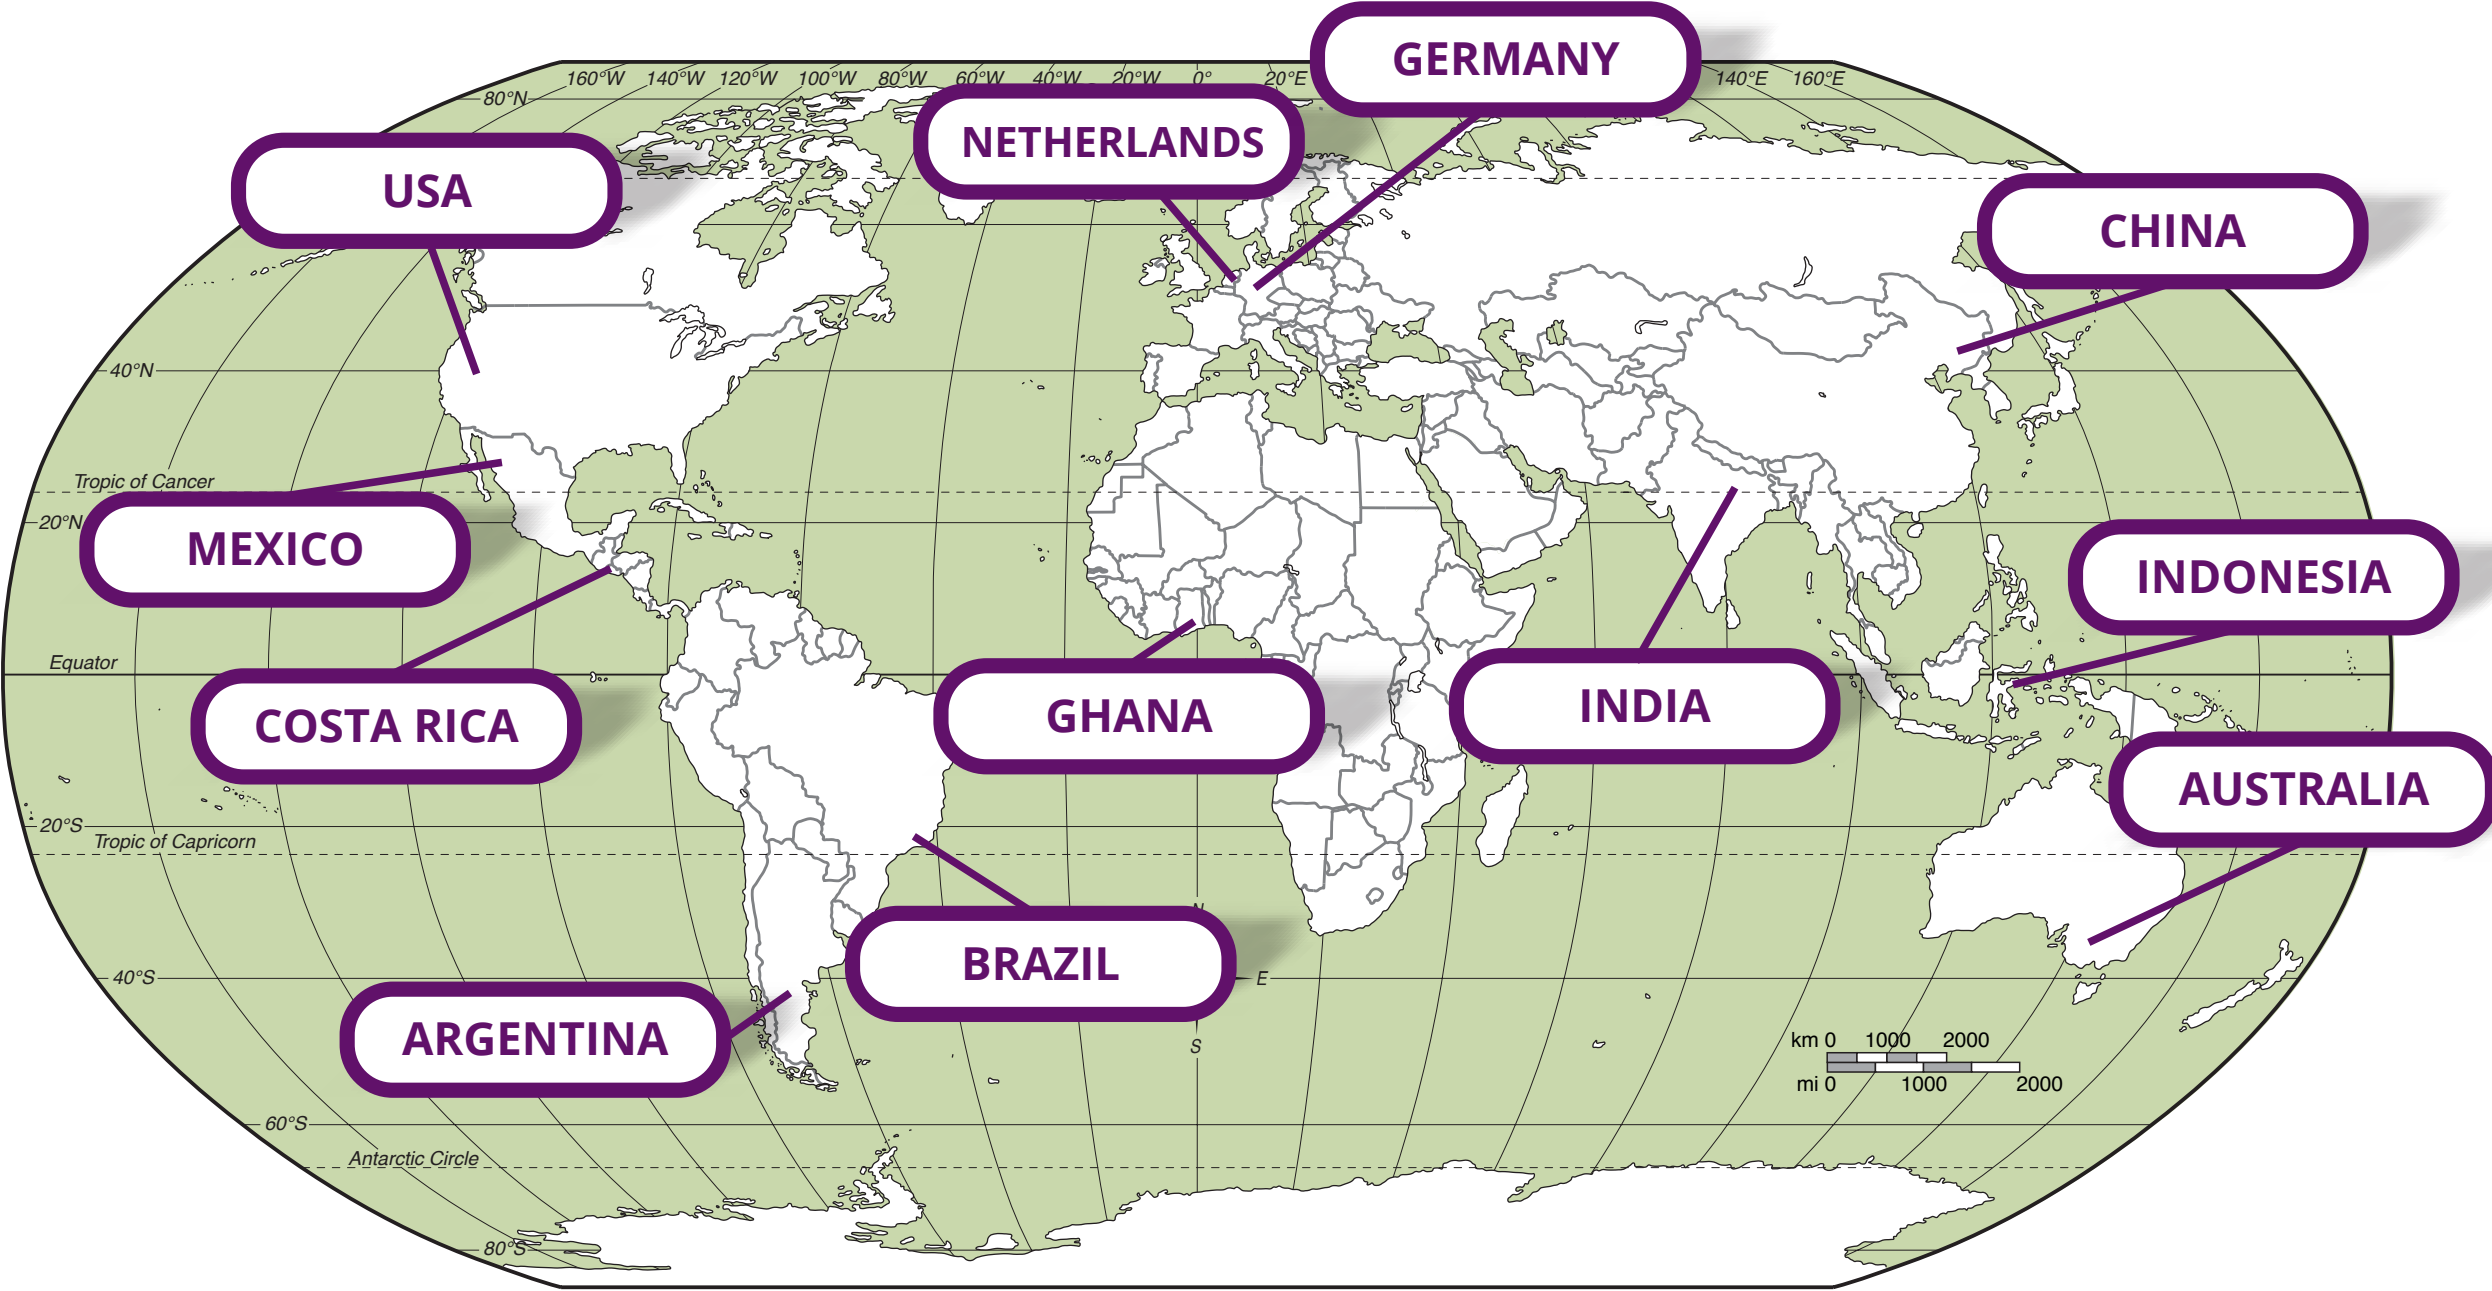 GERMANY
160°W 140°W 120°W 100°W 80°W 60°W 40°W 20°W 0° 20°E 140°E 160°E
80°N
NETHERLANDS
USA
CHINA
40°N
Tropic of Cancer
20°N
MEXICO
INDONESIA
Equator
COSTA RICA
GHANA
INDIA
AUSTRALIA
20°S
Tropic of Capricorn
N
BRAZIL
40°S
E
ARGENTINA
S
km 0 1000 2000
mi 0 1000 2000
60°S
Antarctic Circle
80°S